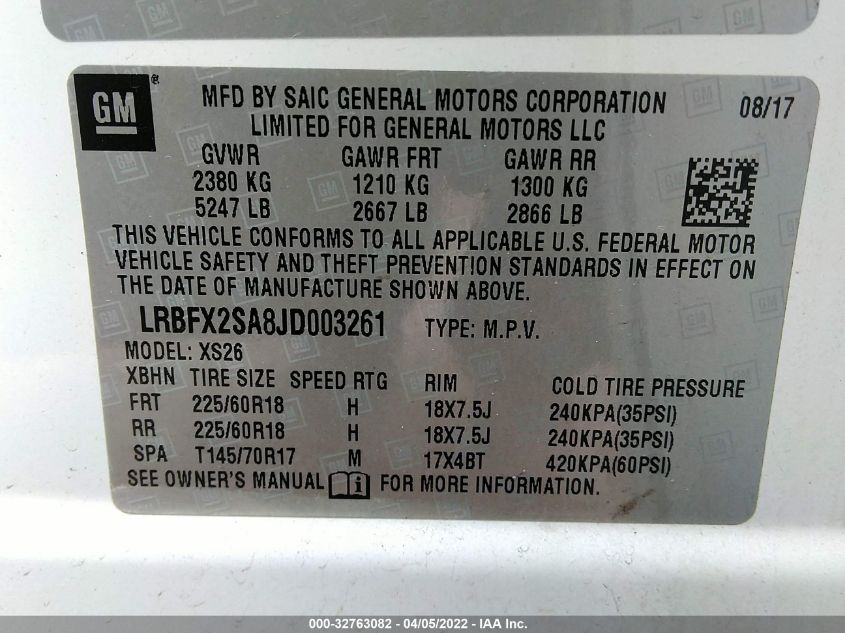 GM ®
MFD BY SAIC GENERAL MOTORS CORPORATION 08/17
LIMITED FOR GENERAL MOTORS LLC
GVWR GAWR FRT GAWR RR
2380 KG 1210 KG 1300 KG
5247 LB 2667 LB 2866 LB
THIS VEHICLE CONFORMS TO ALL APPLICABLE U.S. FEDERAL MOTOR
VEHICLE SAFETY AND THEFT PREVENTION STANDARDS IN EFFECT ON
THE DATE OF MANUFACTURE SHOWN ABOVE.
LRBFX2SA8JD003261 TYPE: M.P.V.
MODEL: XS26
XBHN TIRE SIZE SPEED RTG RIM COLD TIRE PRESSURE
FRT 225/60R18 H 18X7.5J 240KPA(35PSI)
RR 225/60R18 H 18X7.5J 240KPA(35PSI)
SPA T145/70R17 M 17X4BT 420KPA(60PSI)
SEE OWNER'S MANUAL FOR MORE INFORMATION.
000-32763082 - 04/05/2022 - IAA Inc.